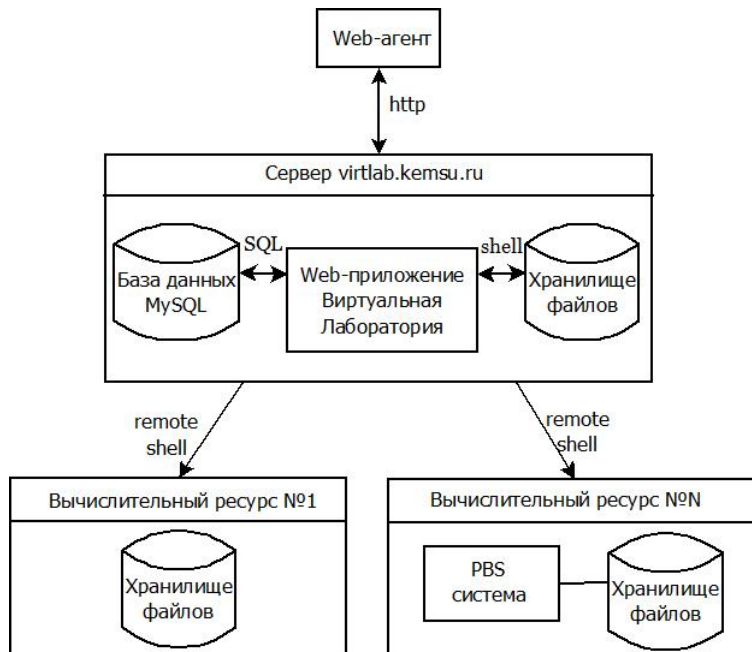 Web-агент
http
Сервер virtlab.kemsu.ru
База данных
MySQL
SQL
Web-приложение
Виртуальная
Лаборатория
shell
Хранилище
файлов
remote
shell
remote
shell
Вычислительный ресурс №1
Хранилище
файлов
Вычислительный ресурс №N
PBS
система
Хранилище
файлов